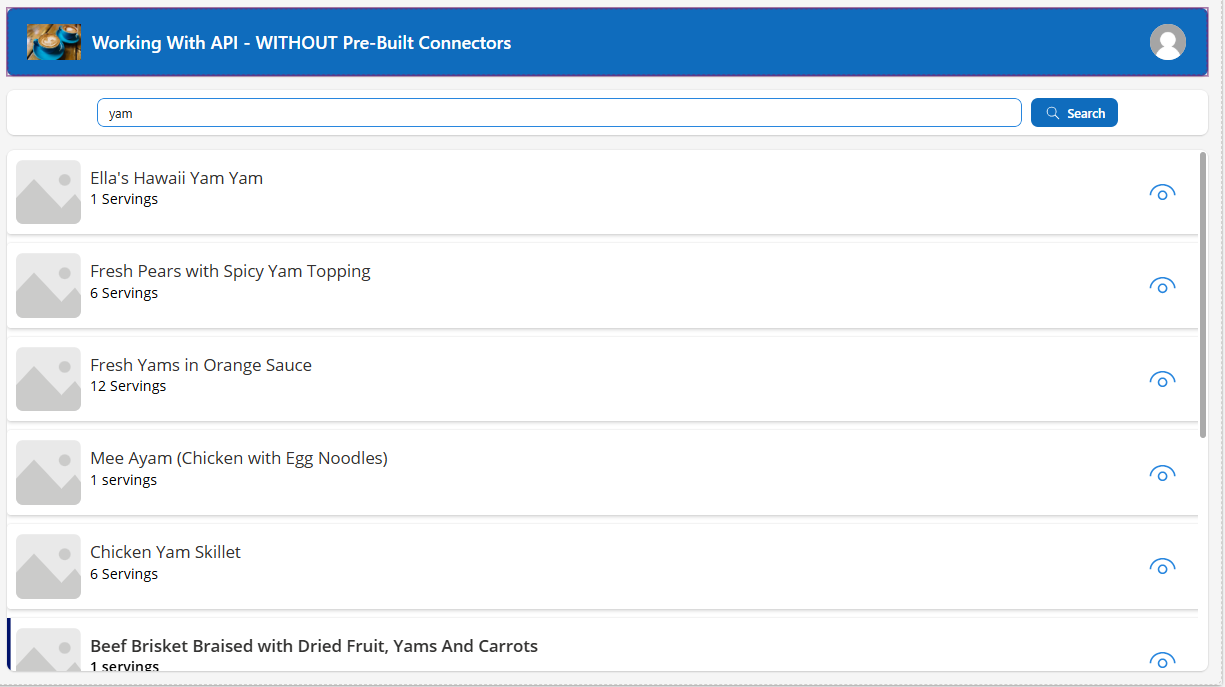 Working With API - WITHOUT Pre-Built Connectors
yam
Search
Ella's Hawaii Yam Yam
1 Servings
Fresh Pears with Spicy Yam Topping
6 Servings
Fresh Yams in Orange Sauce
12 Servings
Mee Ayam (Chicken with Egg Noodles)
1 servings
Chicken Yam Skillet
6 Servings
Beef Brisket Braised with Dried Fruit, Yams And Carrots
1 servings